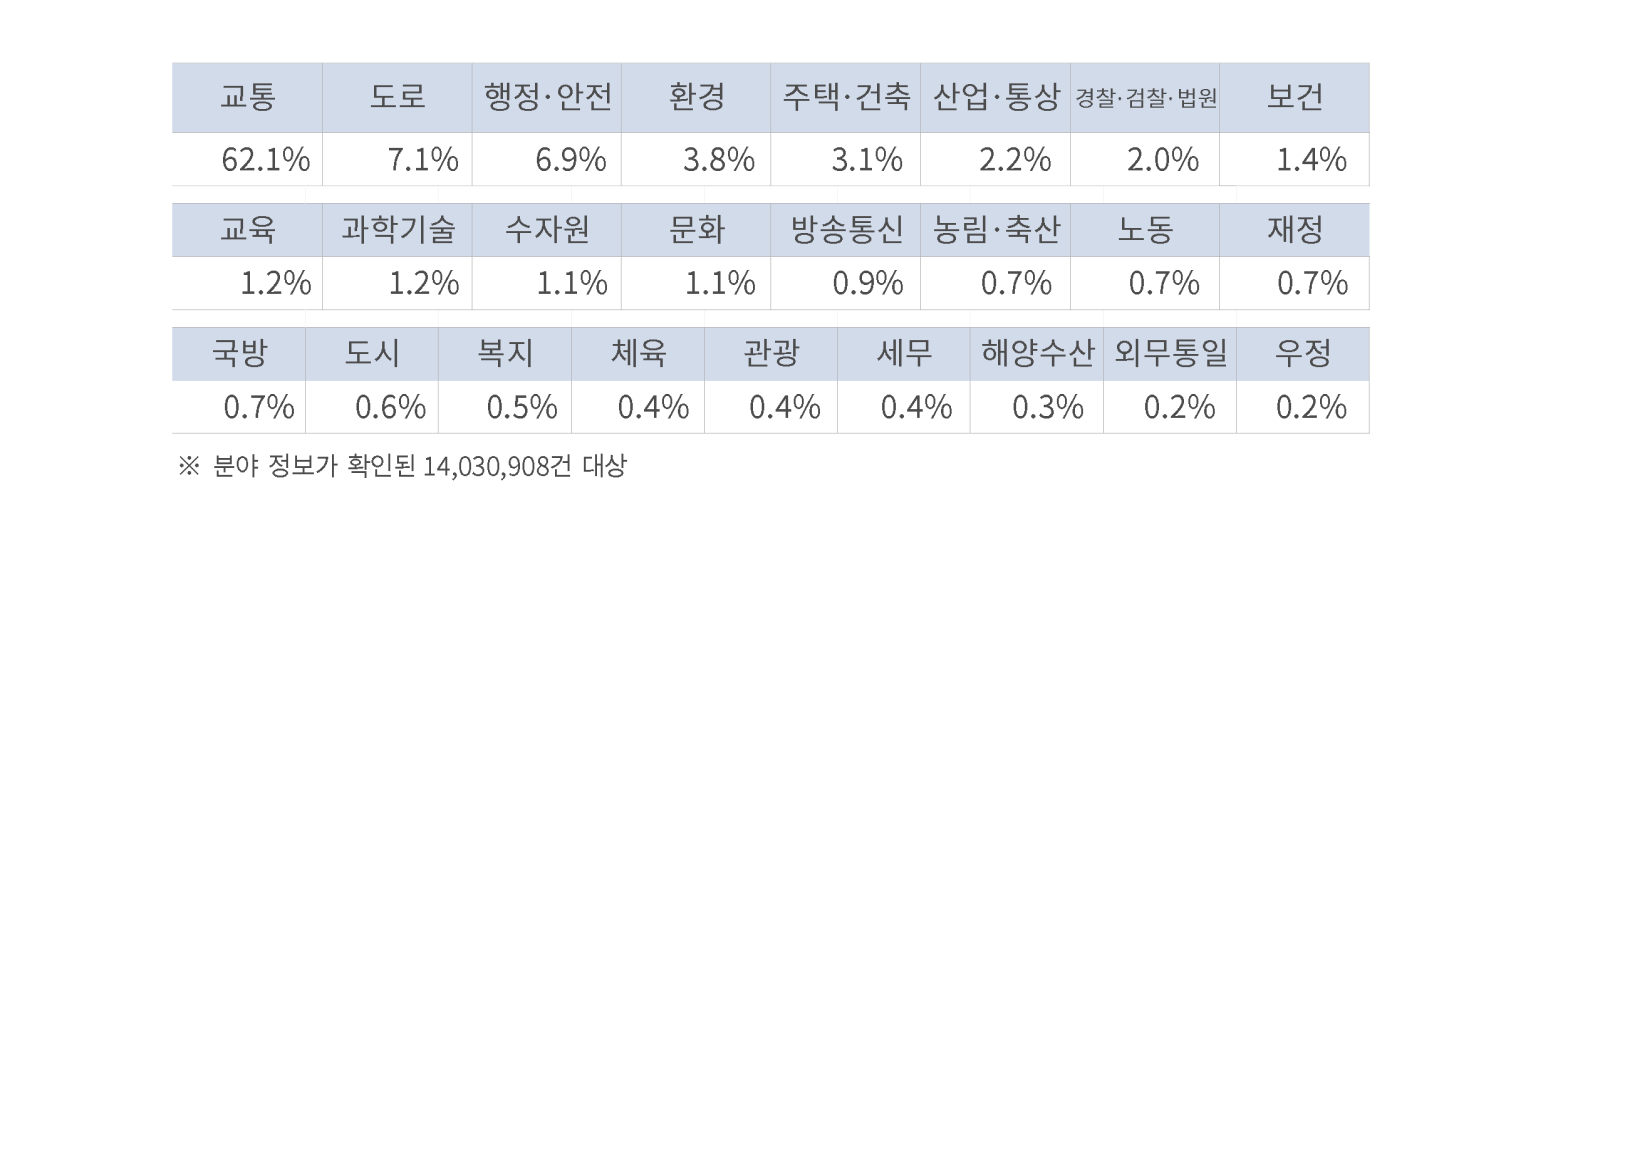 교통 도로 행정·안전 환경 주택·건축 산업·통상 경찰·검찰·법원 보건
62.1% 7.1% 6.9% 3.8% 3.1% 2.2% 2.0% 1.4%
교육 과학기술 수자원 문화 방송통신 농림·축산 노동 재정
1.2% 1.2% 1.1% 1.1% 0.9% 0.7% 0.7% 0.7%
국방 도시 복지 체육 관광 세무 해양수산 외무통일 우정
0.7% 0.6% 0.5% 0.4% 0.4% 0.4% 0.3% 0.2% 0.2%
※ 분야 정보가 확인된 14,030,908건 대상